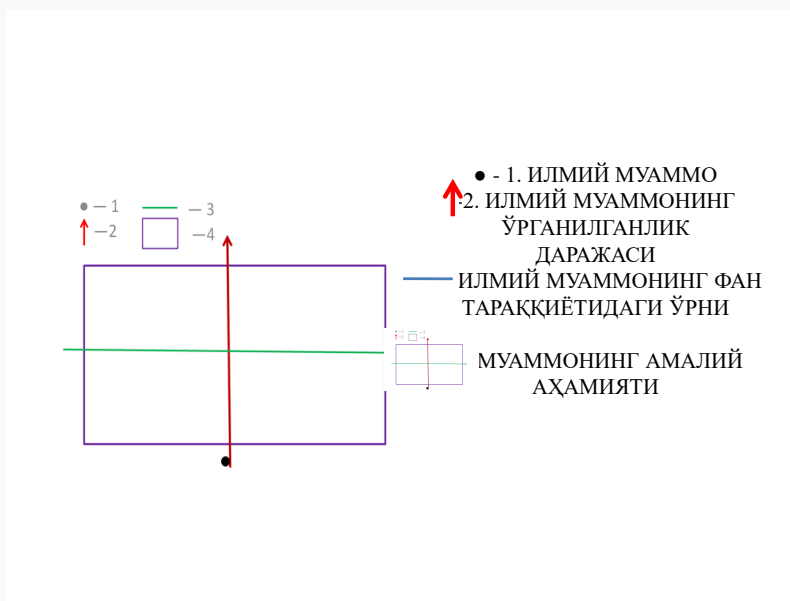 — 1
— 3
—2
—4
● - 1. ИЛМИЙ МУАММО
-2. ИЛМИЙ МУАММОНИНГ
ЎРГАНИЛГАНЛИК
ДАРАЖАСИ
ИЛМИЙ МУАММОНИНГ ФАН
ТАРАҚҚИЁТИДАГИ ЎРНИ
МУАММОНИНГ АМАЛИЙ
АҲАМИЯТИ